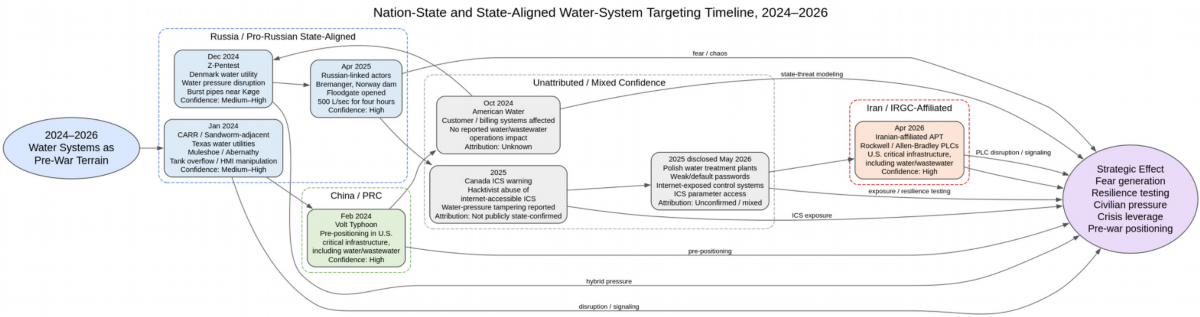 Nation-State and State-Aligned Water-System Targeting Timeline, 2024–2026
2024–2026
Water Systems as
Pre-War Terrain
Russia / Pro-Russian State-Aligned
Dec 2024
Z-Pentest
Denmark water utility
Water pressure disruption
Burst pipes near Køge
Confidence: Medium–High
Apr 2025
Russian-linked actors
Bremanger, Norway dam
Floodgate opened
500 L/sec for four hours
Confidence: High
Jan 2024
CARR / Sandworm-adjacent
Texas water utilities
Muleshoe / Abernathy
Tank overflow / HMI manipulation
Confidence: Medium–High
China / PRC
Feb 2024
Volt Typhoon
Pre-positioning in U.S.
critical infrastructure,
including water/wastewater
Confidence: High
Unattributed / Mixed Confidence
Oct 2024
American Water
Customer / billing systems affected
No reported water/wastewater
operations impact
Attribution: Unknown
2025
Canada ICS warning
Hacktivist abuse of
internet-accessible ICS
Water-pressure tampering reported
Attribution: Not publicly state-confirmed
2025 disclosed May 2026
Polish water treatment plants
Weak/default passwords
Internet-exposed control systems
ICS parameter access
Attribution: Unconfirmed / mixed
Iran / IRGC-Affiliated
Apr 2026
Iranian-affiliated APT
Rockwell / Allen-Bradley PLCs
U.S. critical infrastructure,
including water/wastewater
Confidence: High
fear / chaos
state-threat modeling
PLC disruption / signaling
exposure / resilience testing
ICS exposure
pre-positioning
hybrid pressure
disruption / signaling
Strategic Effect
Fear generation
Resilience testing
Civilian pressure
Crisis leverage
Pre-war positioning